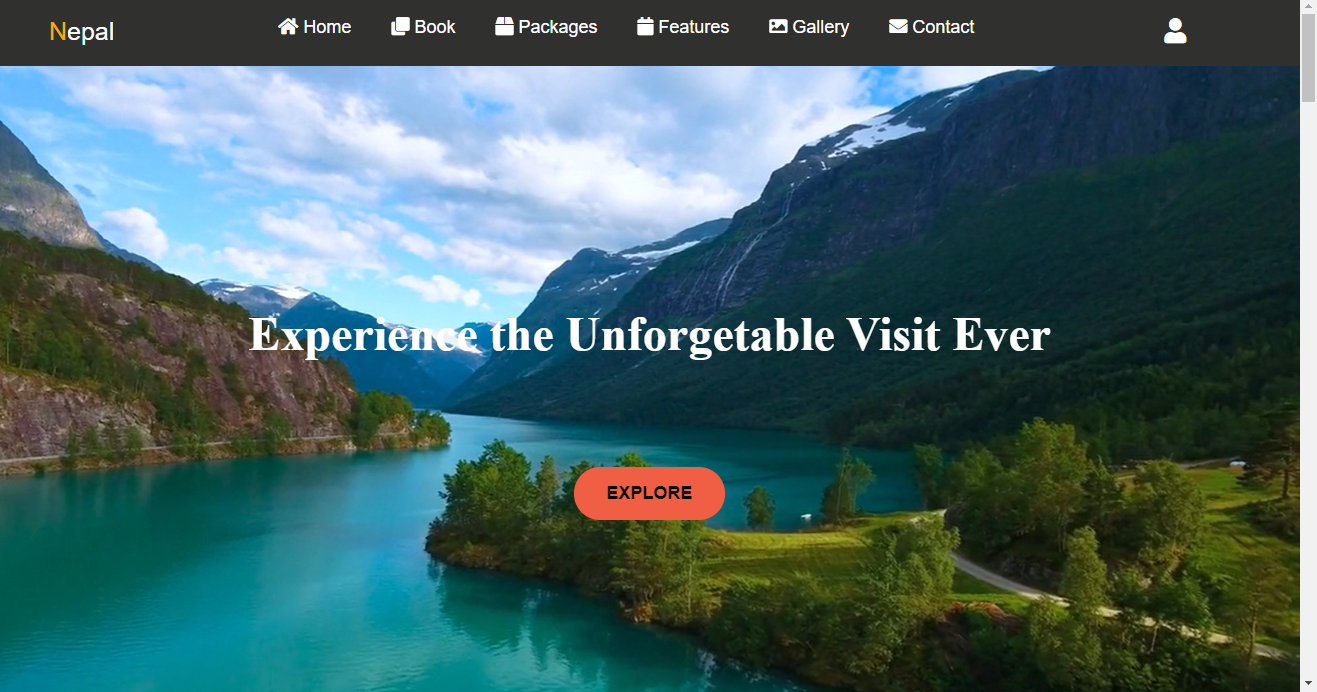 Nepal Home Book Packages Features Gallery Contact
Experience the Unforgetable Visit Ever
EXPLORE